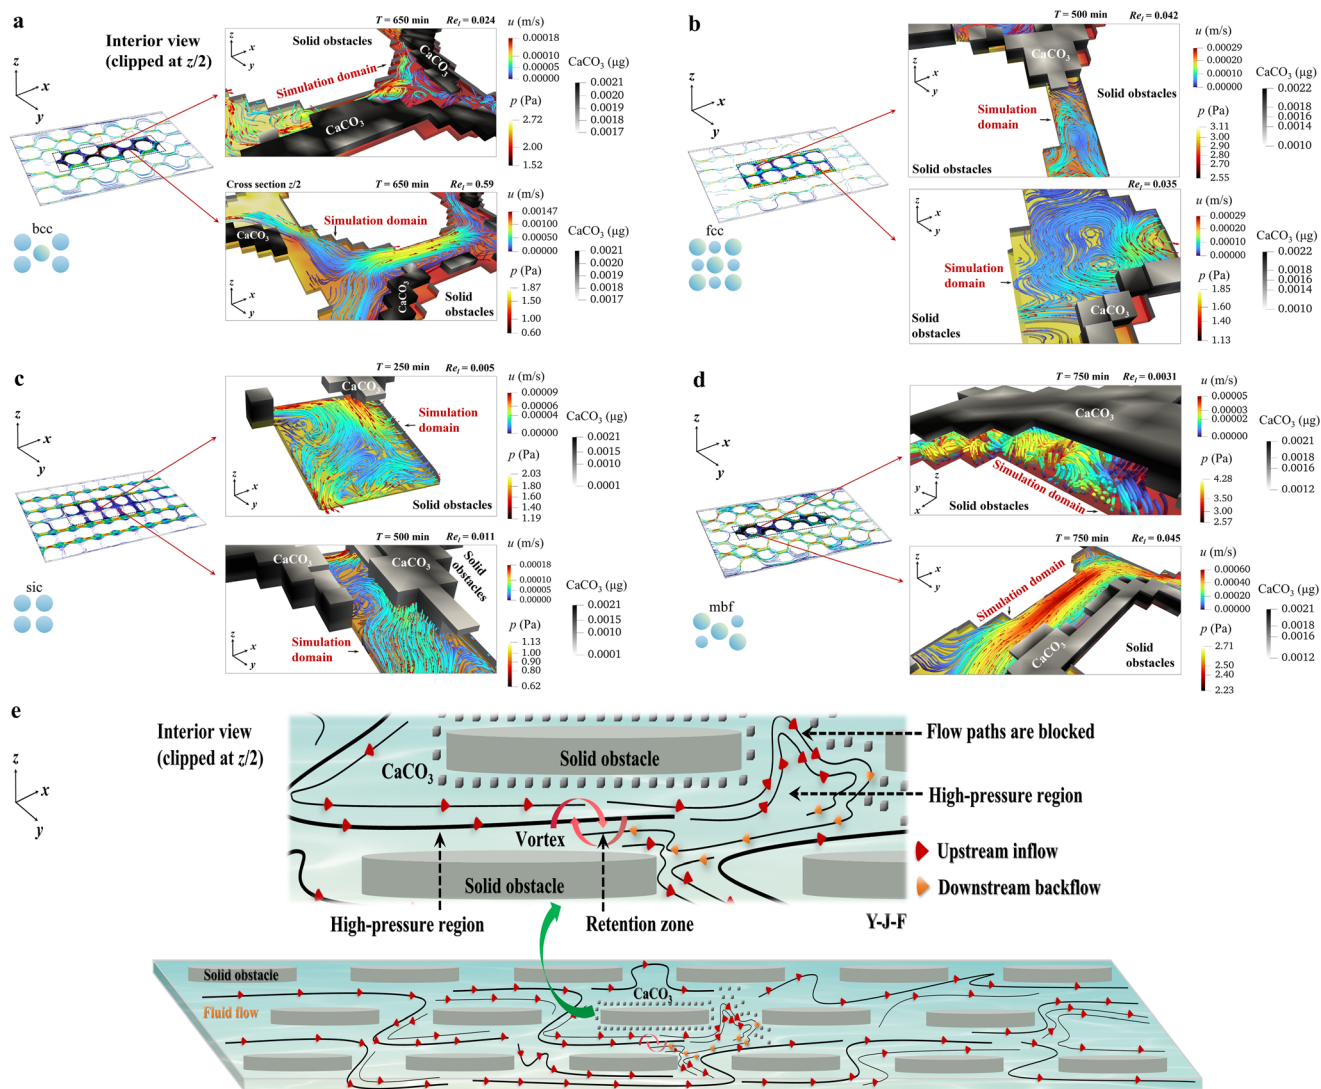 a
Interior view
(clipped at z/2)
z
x
y
bcc
T = 650 min Re_l = 0.024
Solid obstacles
z
x
y
Simulation domain
CaCO₃
CaCO₃
u (m/s)
0.00018
0.00010
0.00005
0.00000
p (Pa)
2.72
2.00
1.52
CaCO₃ (μg)
0.0021
0.0020
0.0019
0.0018
0.0017
Cross section z/2 T = 650 min Re_l = 0.59
Simulation domain
CaCO₃
z
x
y
CaCO₃
Solid
obstacles
u (m/s)
0.00147
0.00100
0.00050
0.00000
p (Pa)
1.87
1.50
1.00
0.60
CaCO₃ (μg)
0.0021
0.0020
0.0019
0.0018
0.0017
b
z
x
y
fcc
T = 500 min Re_l = 0.042
CaCO₃
z
x
y
Solid obstacles
Simulation
domain
Solid obstacles
u (m/s)
0.00029
0.00020
0.00010
0.00000
p (Pa)
3.11
3.00
2.90
2.80
2.70
2.55
CaCO₃ (μg)
0.0022
0.0018
0.0016
0.0014
0.0010
Re_l = 0.035
z
x
y
Simulation
domain
CaCO₃
Solid obstacles
u (m/s)
0.00029
0.00020
0.00010
0.00000
p (Pa)
1.85
1.60
1.40
1.13
CaCO₃ (μg)
0.0022
0.0018
0.0016
0.0014
0.0010
c
z
x
y
sic
T = 250 min Re_l = 0.005
CaCO₃
Simulation
domain
z
x
y
Solid obstacles
u (m/s)
0.00009
0.00006
0.00004
0.00000
p (Pa)
2.03
1.80
1.60
1.40
1.19
CaCO₃ (μg)
0.0021
0.0015
0.0010
0.0001
T = 500 min Re_l = 0.011
CaCO₃
CaCO₃
Solid
obstacles
z
x
y
Simulation
domain
u (m/s)
0.00018
0.00010
0.00005
0.00000
p (Pa)
1.13
1.00
0.90
0.80
0.62
CaCO₃ (μg)
0.0021
0.0015
0.0010
0.0001
d
z
x
y
mbf
T = 750 min Re_l = 0.0031
CaCO₃
z
y
x
Simulation domain
Solid obstacles
u (m/s)
0.00005
0.00003
0.00002
0.00000
p (Pa)
4.28
3.50
3.00
2.57
CaCO₃ (μg)
0.0021
0.0018
0.0016
0.0012
T = 750 min Re_l = 0.045
z
x
y
Simulation domain
CaCO₃
Solid
obstacles
u (m/s)
0.00060
0.00040
0.00020
0.00000
p (Pa)
2.71
2.50
2.40
2.23
CaCO₃ (μg)
0.0021
0.0018
0.0016
0.0012
e
Interior view
(clipped at z/2)
z
x
y
Solid obstacle
CaCO₃
Flow paths are blocked
High-pressure region
Vortex
Solid obstacle
Upstream inflow
Downstream backflow
High-pressure region
Retention zone
Y-J-F
Solid obstacle
CaCO₃
Fluid flow